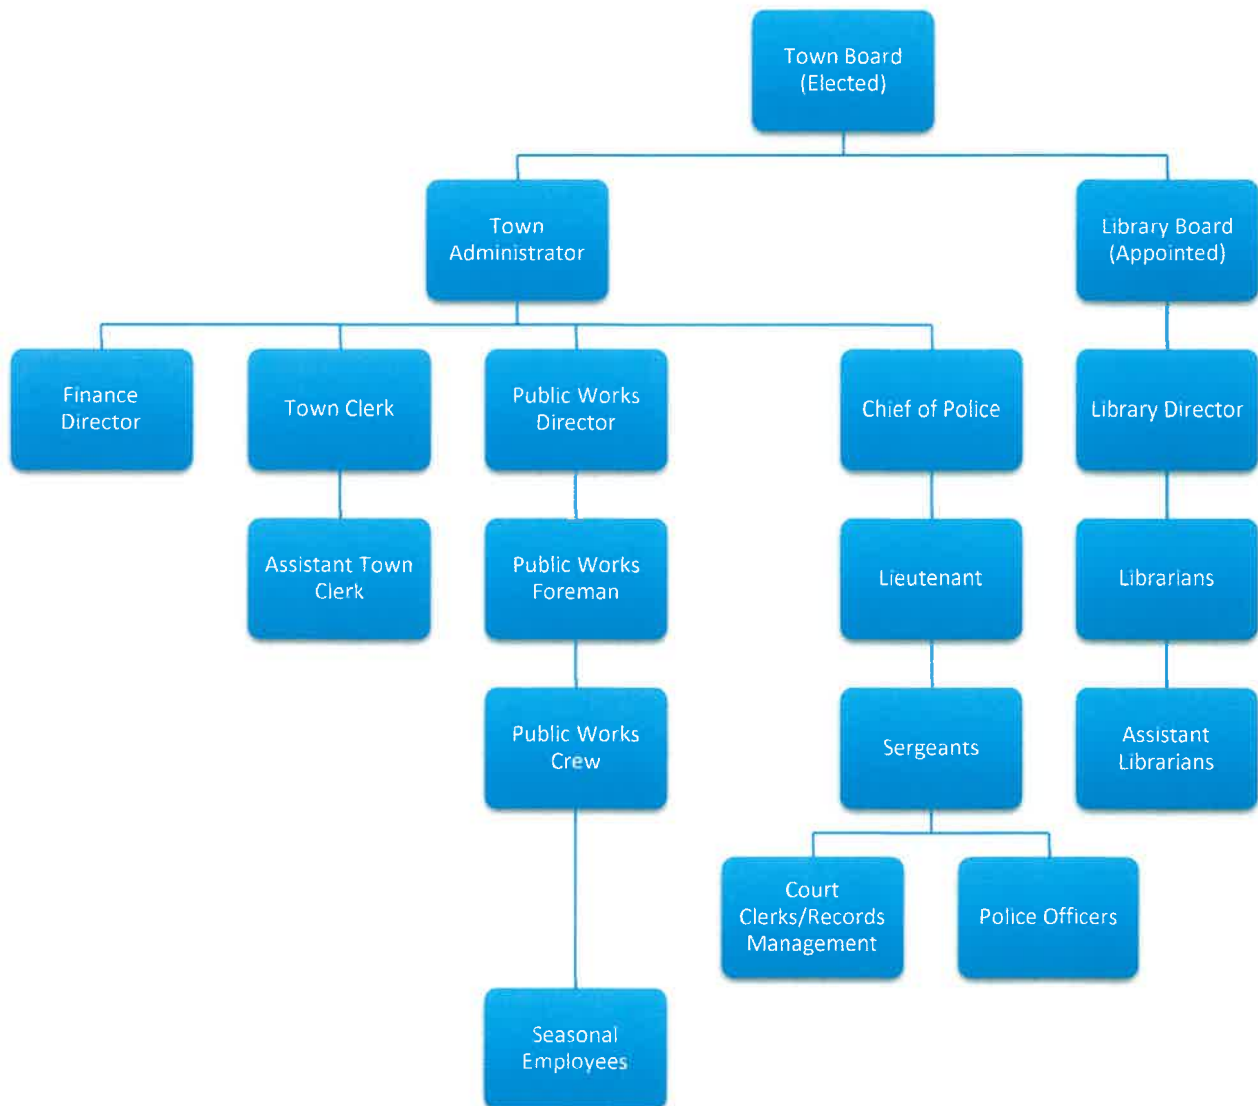 Town Board
(Elected)
Town
Administrator
Library Board
(Appointed)
Finance
Director
Town Clerk
Public Works
Director
Chief of Police
Library Director
Assistant Town
Clerk
Public Works
Foreman
Lieutenant
Librarians
Public Works
Crew
Sergeants
Assistant
Librarians
Court
Clerks/Records
Management
Police Officers
Seasonal
Employees